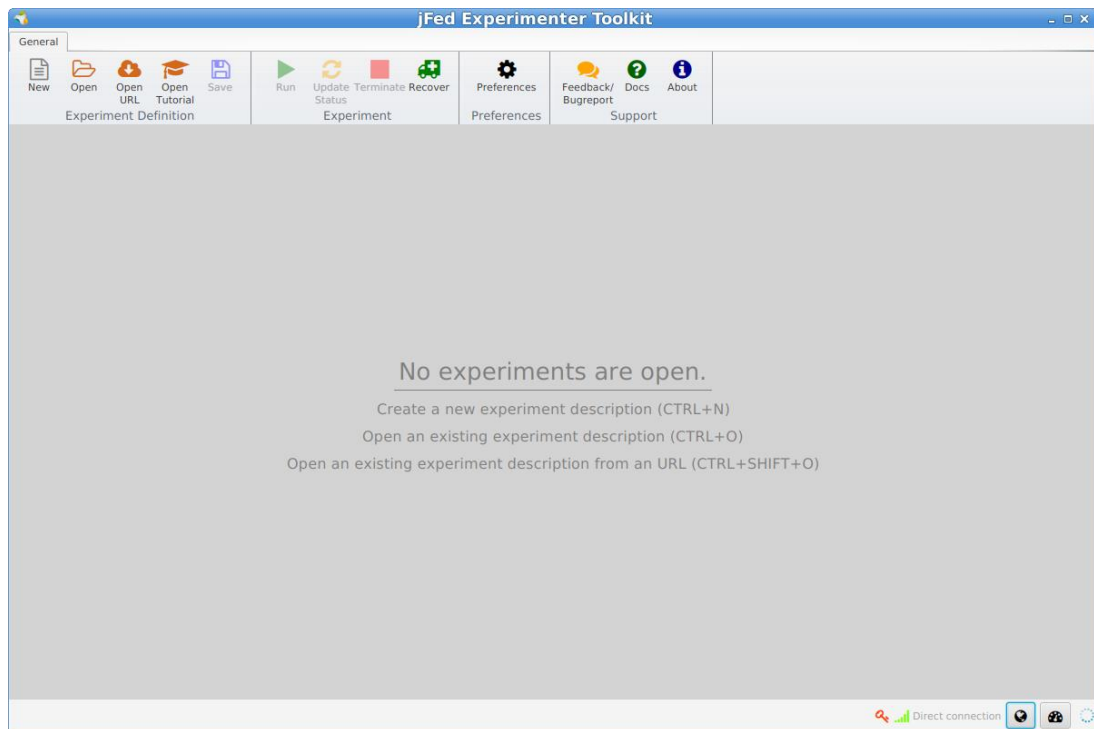 jFed Experimenter Toolkit
General
New Open Open URL Open Tutorial Save
Experiment Definition
Run Update Status Terminate Recover
Experiment
Preferences
Preferences
Feedback/ Bugreport Docs About
Support
No experiments are open.
Create a new experiment description (CTRL+N)
Open an existing experiment description (CTRL+O)
Open an existing experiment description from an URL (CTRL+SHIFT+O)
Direct connection